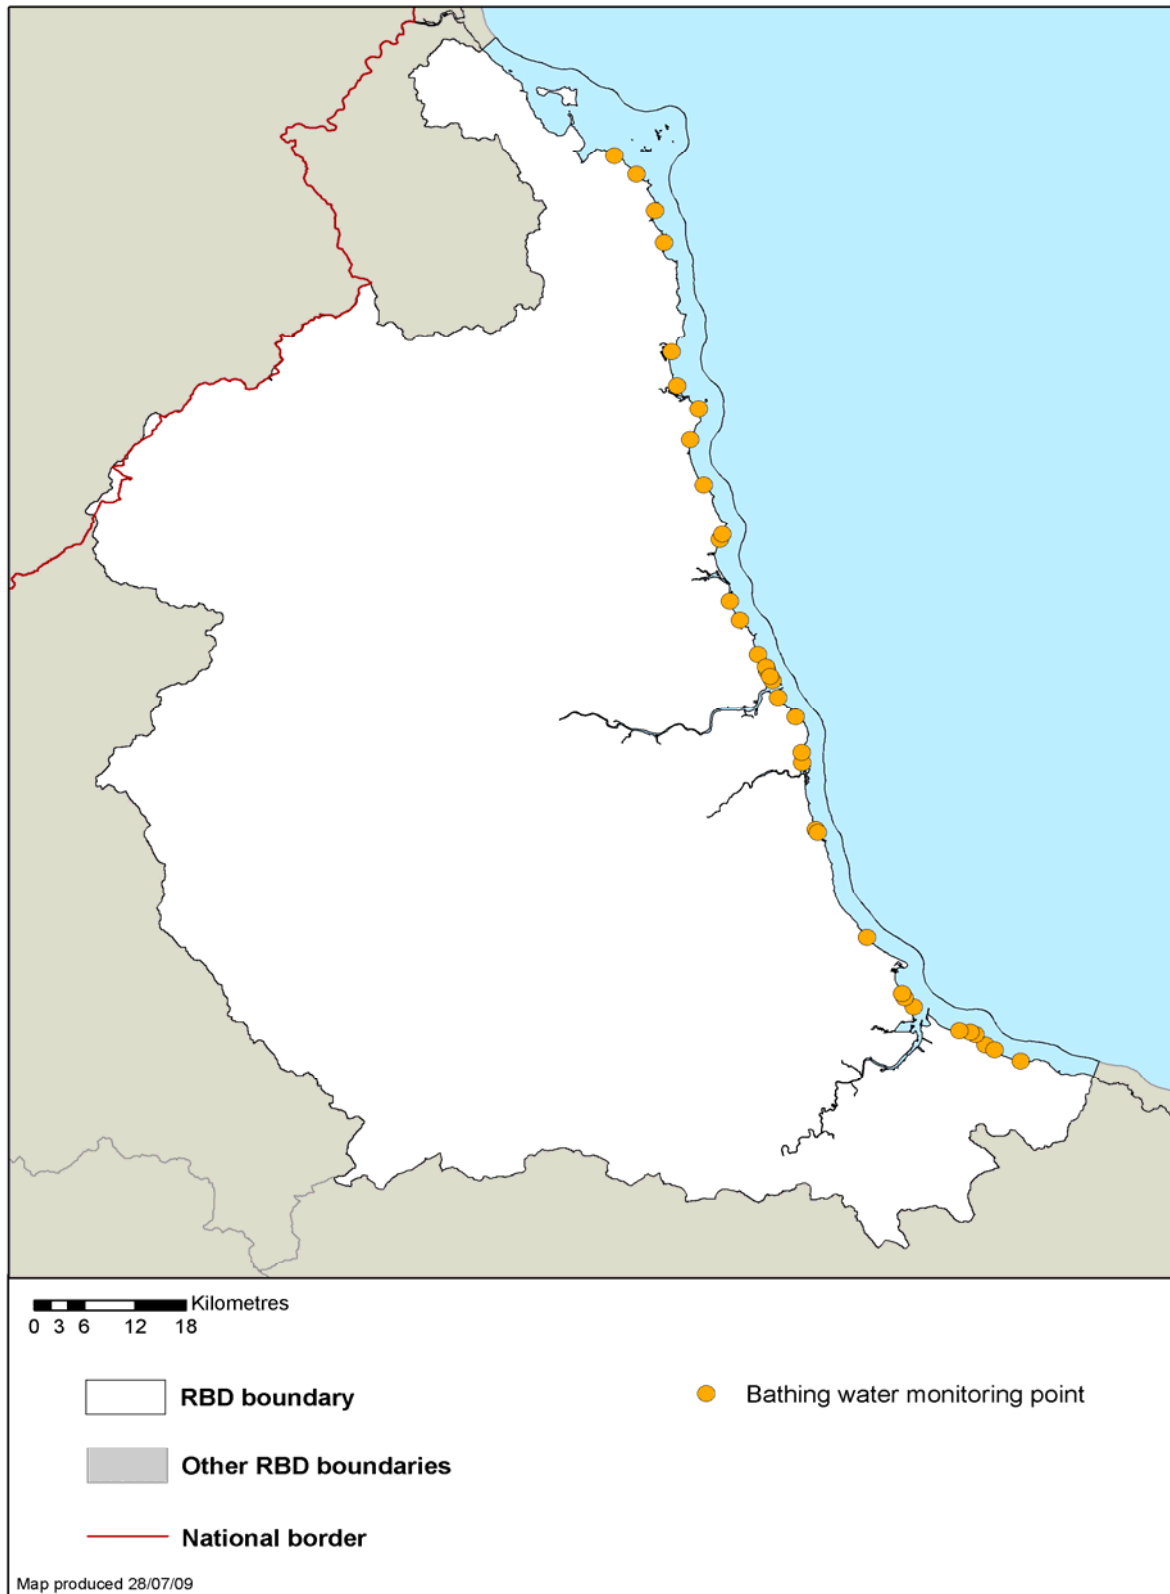 Kilometres
0 3 6 12 18
RBD boundary
Bathing water monitoring point
Other RBD boundaries
National border
Map produced 28/07/09